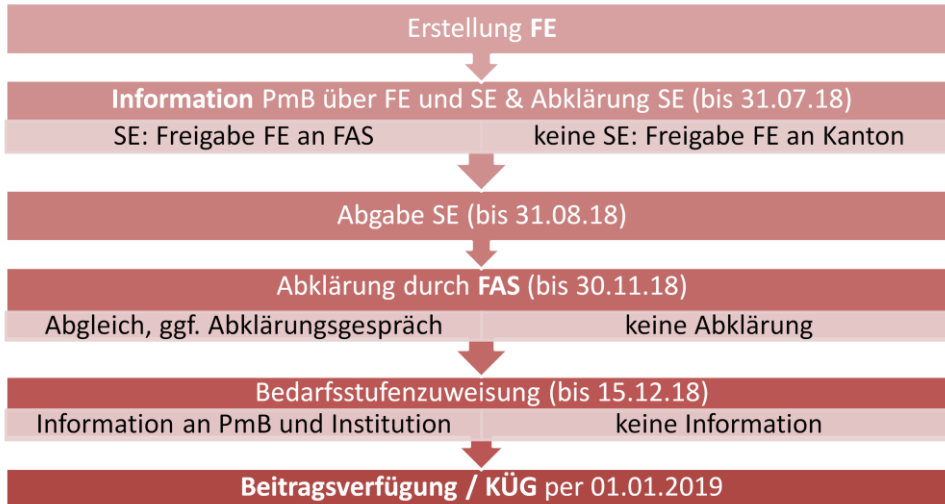 Erstellung FE
Information PmB über FE und SE & Abklärung SE (bis 31.07.18)
SE: Freigabe FE an FAS
keine SE: Freigabe FE an Kanton
Abgabe SE (bis 31.08.18)
Abklärung durch FAS (bis 30.11.18)
Abgleich, ggf. Abklärungsgespräch
keine Abklärung
Bedarfsstufenzuweisung (bis 15.12.18)
Information an PmB und Institution
keine Information
Beitragsverfügung / KÜG per 01.01.2019